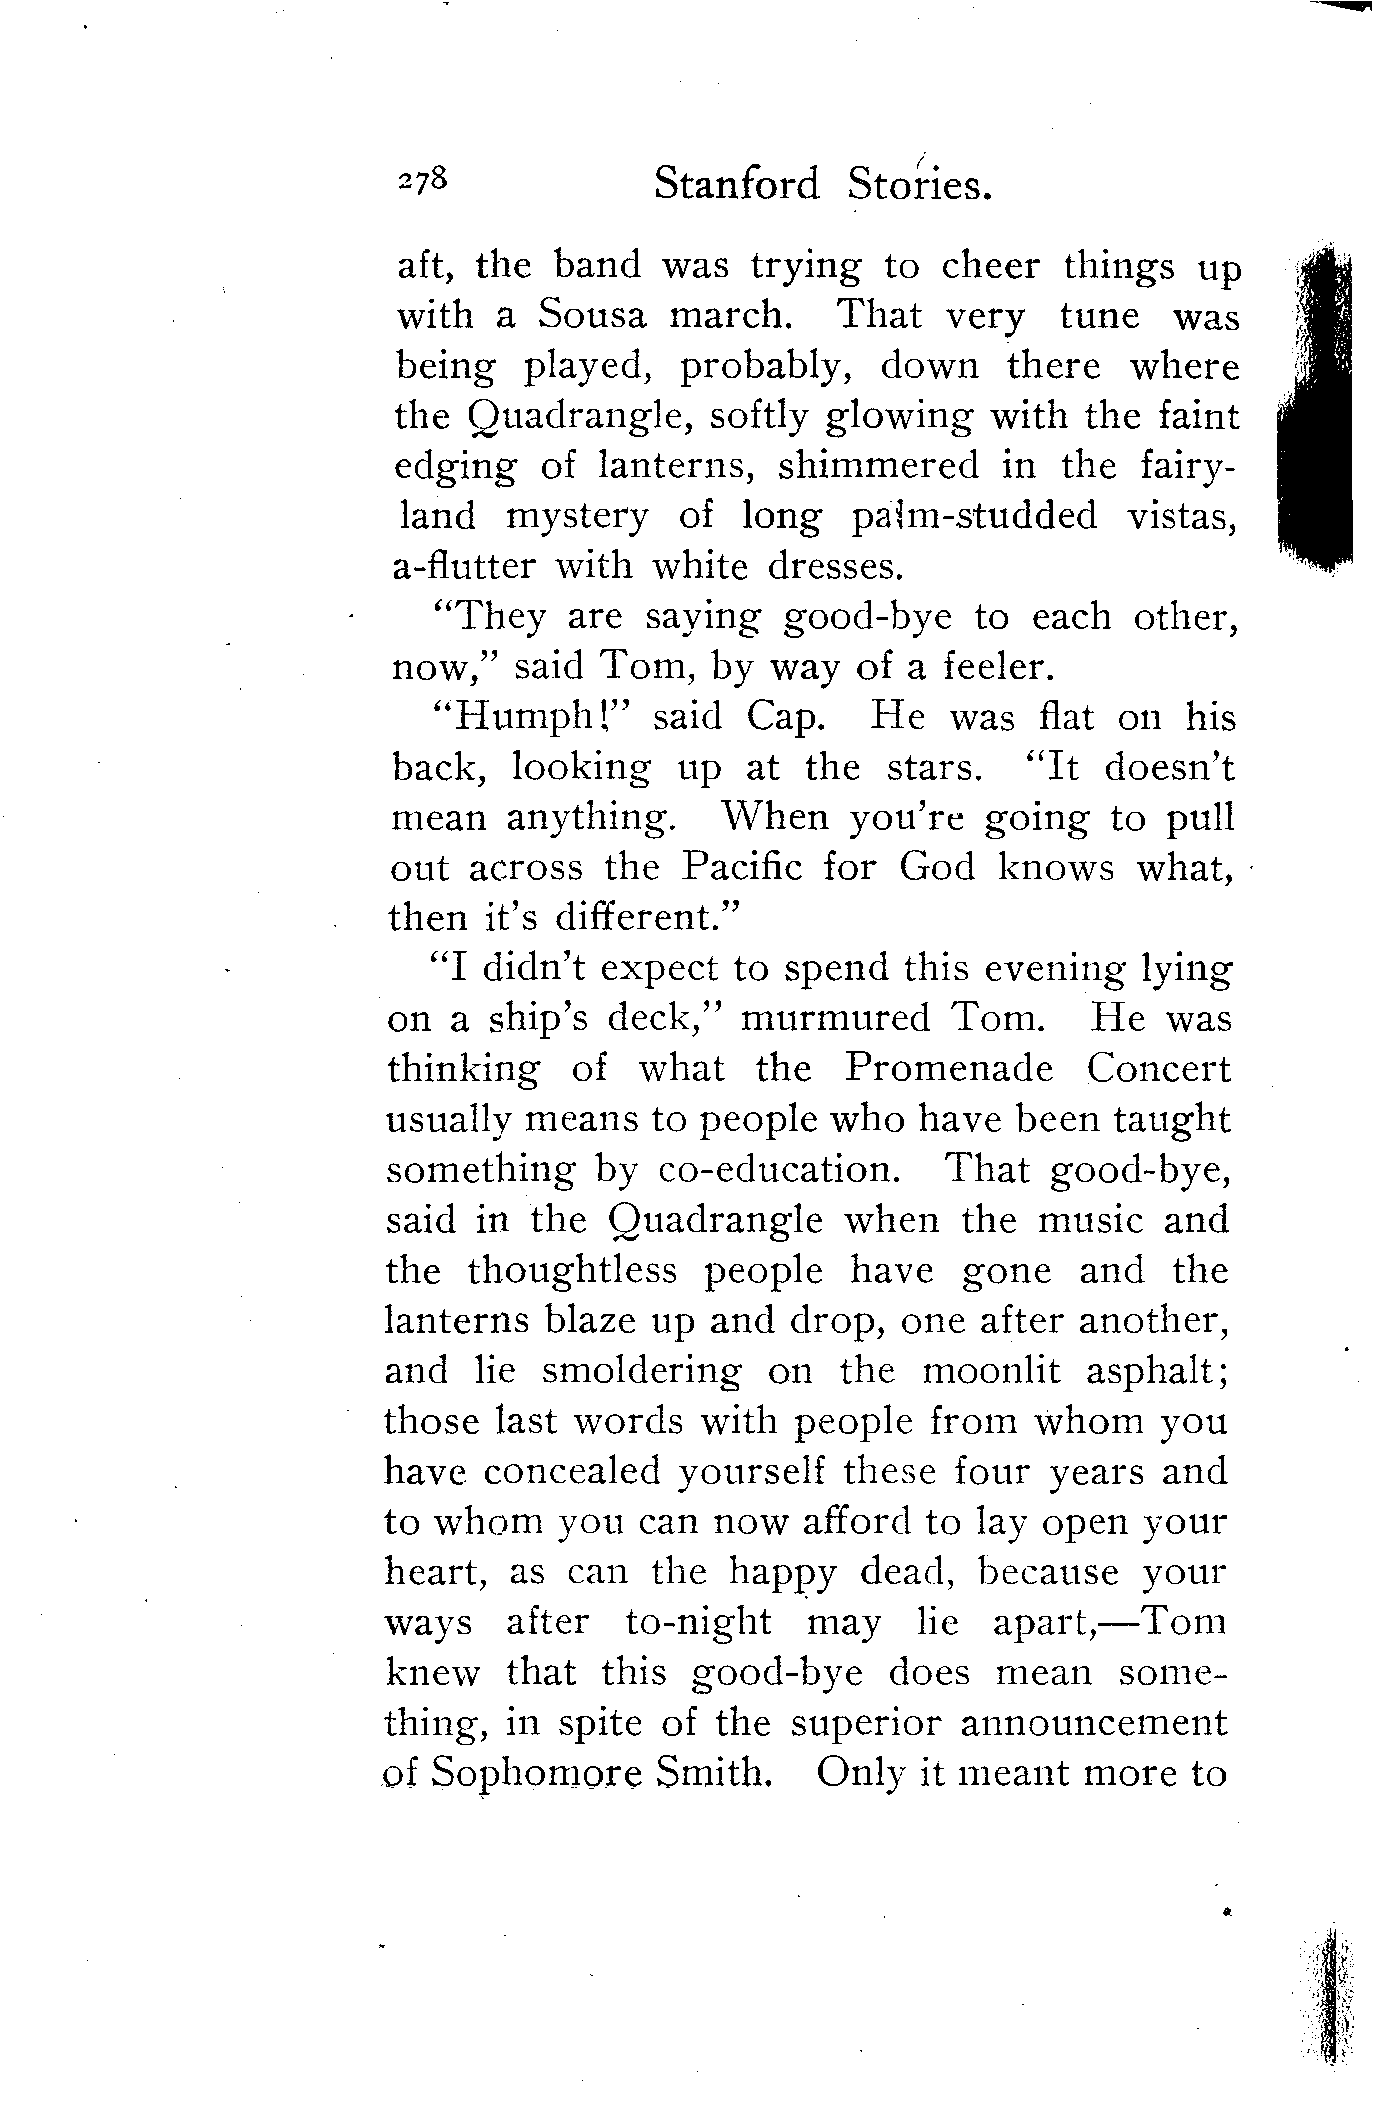 278 Stanford Stories.
aft, the band was trying to cheer things up
with a Sousa march. That very tune was
being played, probably, down there where
the Quadrangle, softly glowing with the faint
edging of lanterns, shimmered in the fairy-
land mystery of long palm-studded vistas,
a-flutter with white dresses.
"They are saying good-bye to each other,
now," said Tom, by way of a feeler.
"Humph!" said Cap. He was flat on his
back, looking up at the stars. "It doesn't
mean anything. When you're going to pull
out across the Pacific for God knows what,
then it's different."
"I didn't expect to spend this evening lying
on a ship's deck," murmured Tom. He was
thinking of what the Promenade Concert
usually means to people who have been taught
something by co-education. That good-bye,
said in the Quadrangle when the music and
the thoughtless people have gone and the
lanterns blaze up and drop, one after another,
and lie smoldering on the moonlit asphalt;
those last words with people from whom you
have concealed yourself these four years and
to whom you can now afford to lay open your
heart, as can the happy dead, because your
ways after to-night may lie apart,—Tom
knew that this good-bye does mean some-
thing, in spite of the superior announcement
of Sophomore Smith. Only it meant more to